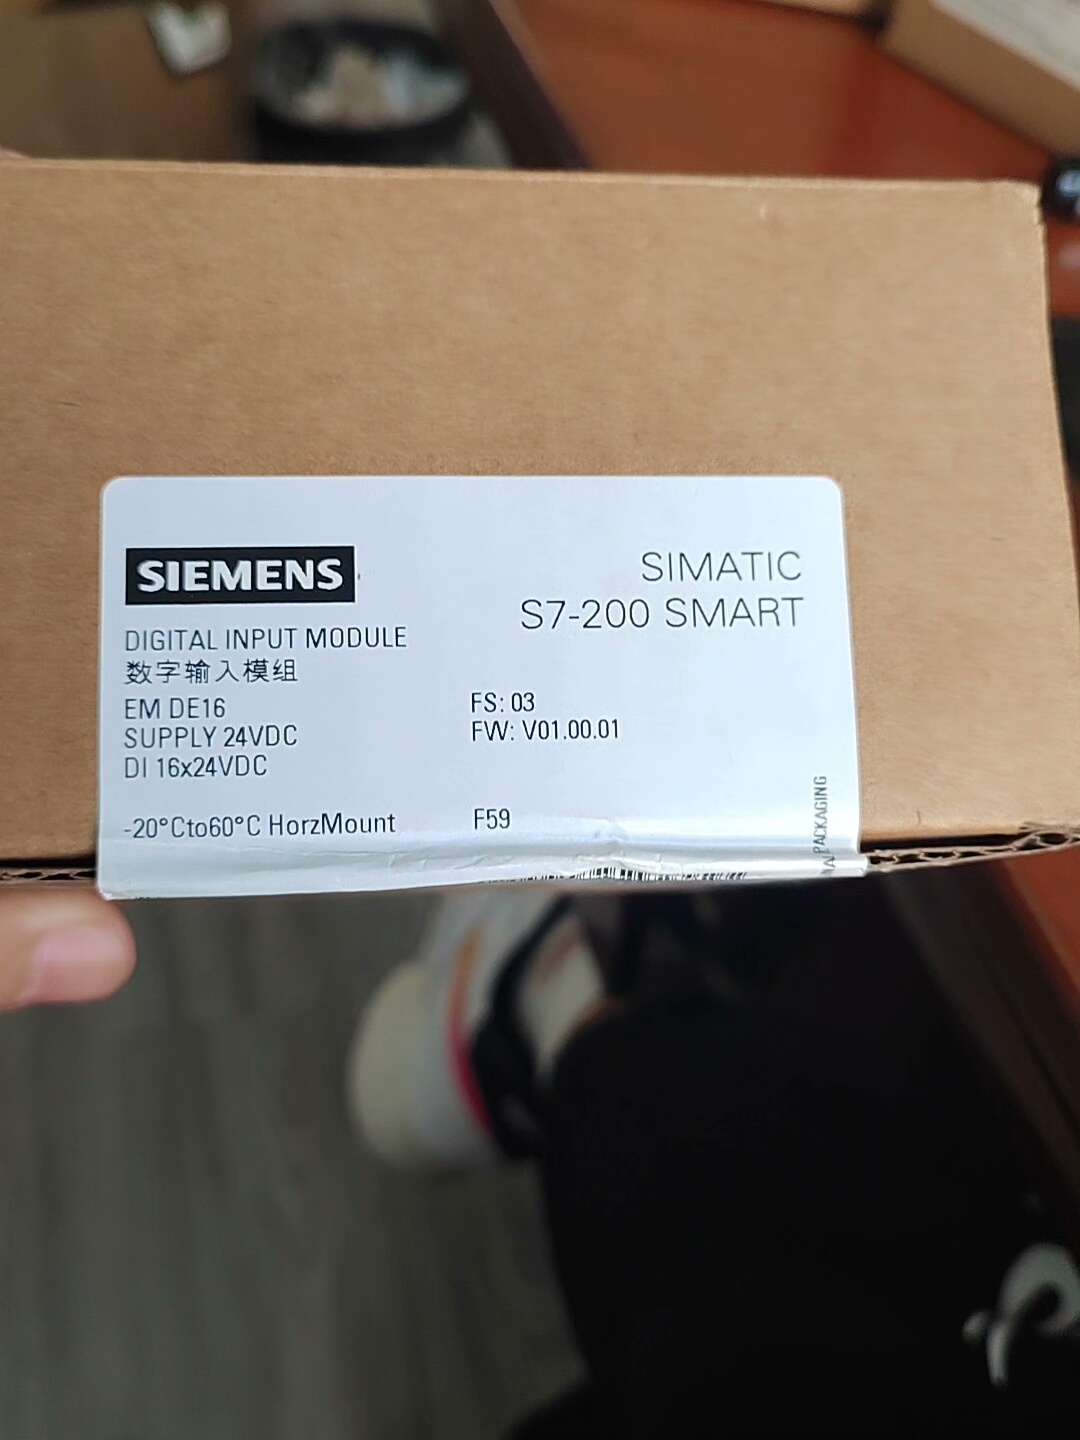 SIEMENS
SIMATIC
S7-200 SMART
DIGITAL INPUT MODULE
数字输入模组
EM DE16
SUPPLY 24VDC
DI 16x24VDC
FS: 03
FW: V01.00.01
-20°Cto60°C HorzMount
F59
PACKAGING